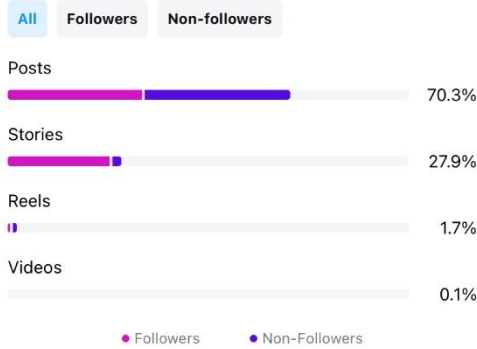 All Followers Non-followers
Posts
70.3%
Stories
27.9%
Reels
1.7%
Videos
0.1%
Followers Non-Followers